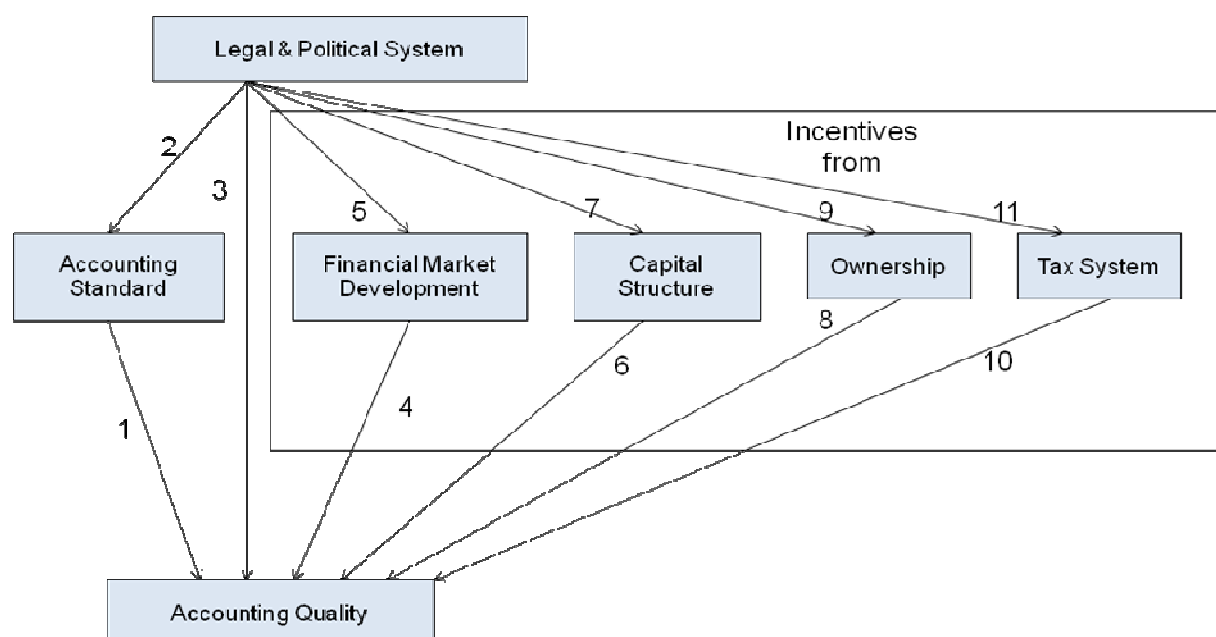 Legal & Political System
Incentives
from
2
3
5
7
9
11
Accounting
Standard
Financial Market
Development
Capital
Structure
Ownership
Tax System
1
4
6
8
10
Accounting Quality